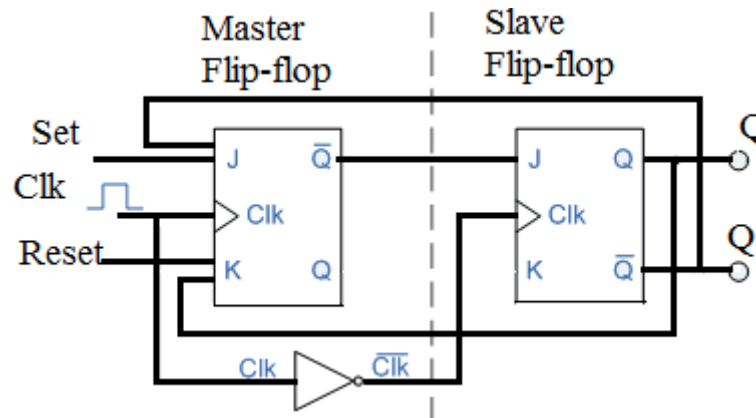 Master
Flip-flop
Slave
Flip-flop
Set
J
Q̅
J
Q
Q
Clk
Clk
Clk
Reset
K
Q
K
Q̅
Q
Clk
C̅l̅k̅